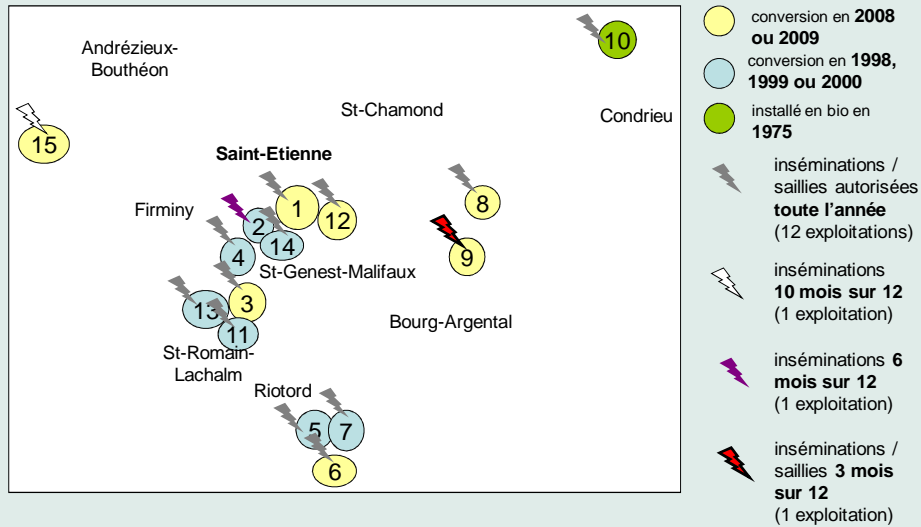 10
Andrézieux-
Bouthéon
St-Chamond
Condrieu
15
Saint-Etienne
Firminy
1
12
8
2
14
4
9
St-Genest-Malifaux
13
3
11
Bourg-Argental
St-Romain-
Lachalm
Riotord
5
7
6
conversion en 2008
ou 2009
conversion en 1998,
1999 ou 2000
installé en bio en
1975
inséminations /
saillies autorisées
toute l'année
(12 exploitations)
inséminations
10 mois sur 12
(1 exploitation)
inséminations 6
mois sur 12
(1 exploitation)
inséminations /
saillies 3 mois
sur 12
(1 exploitation)